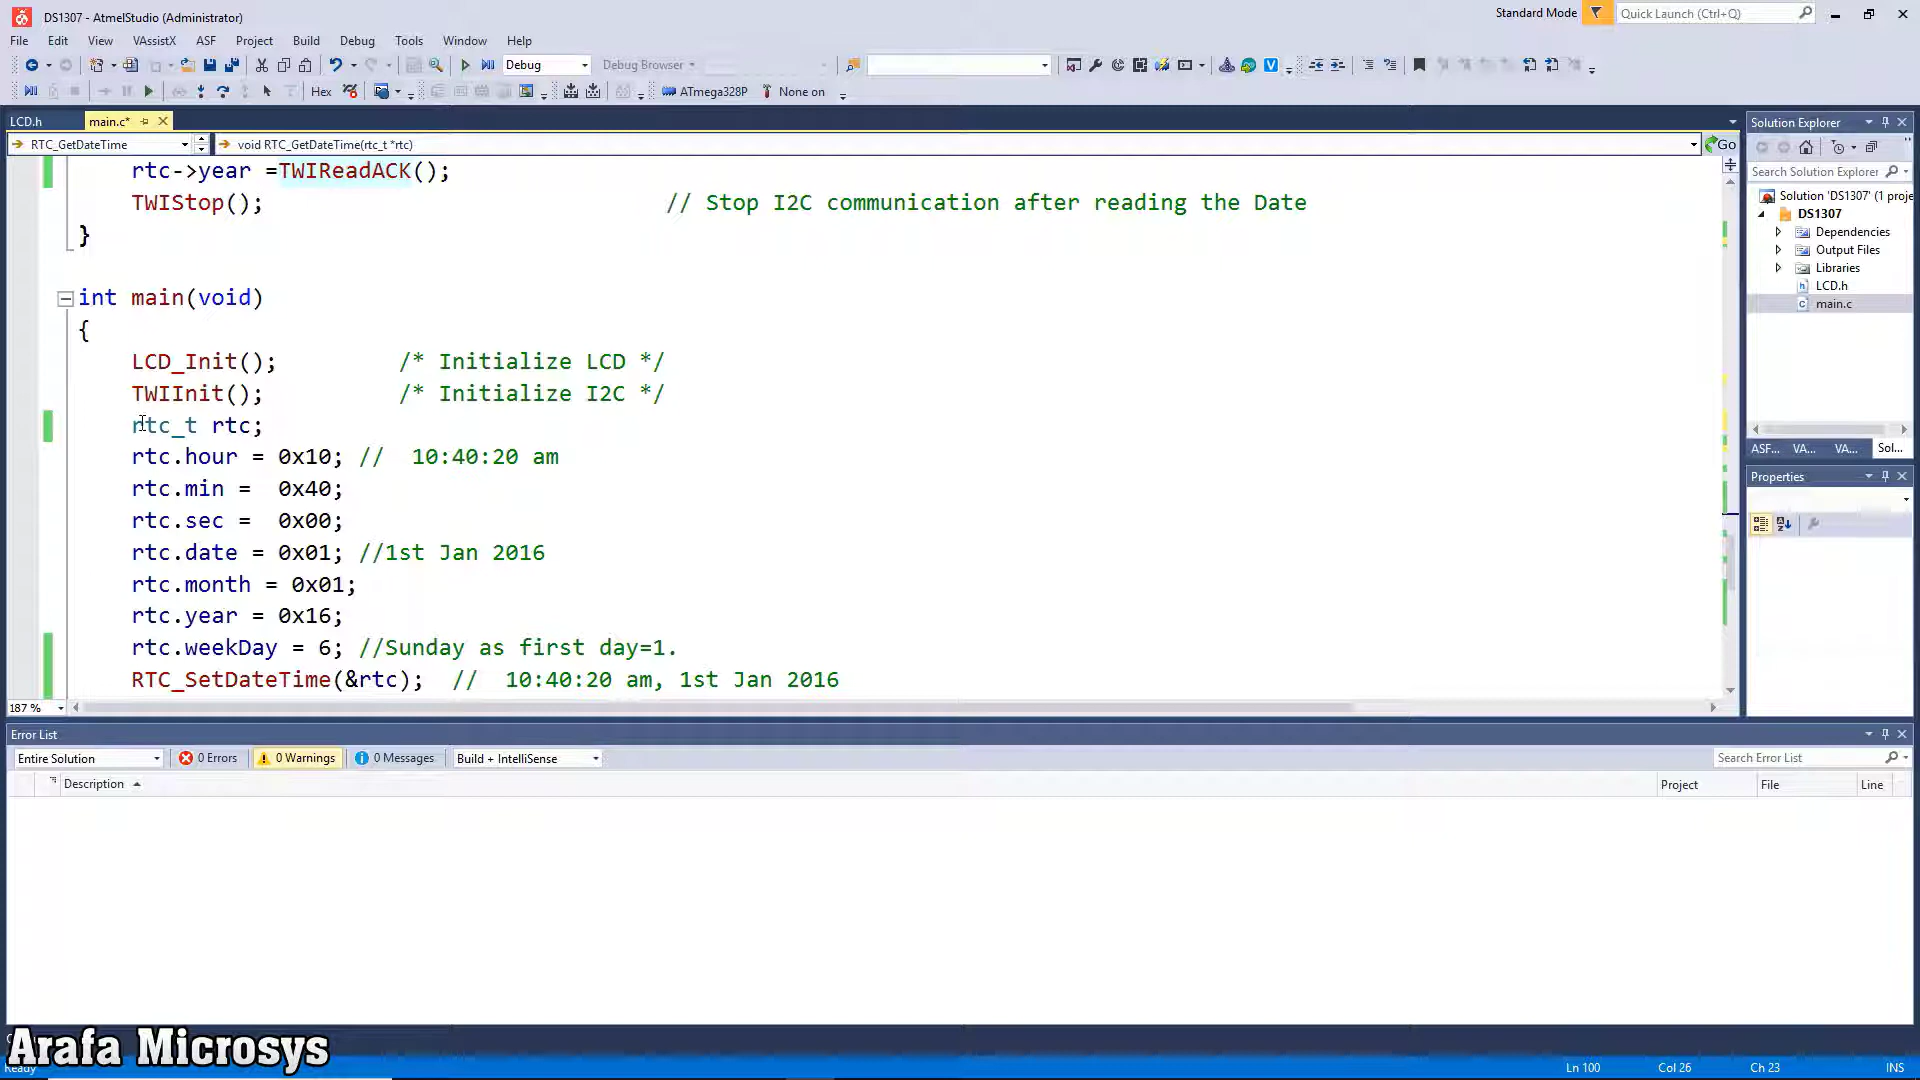 DS1307 - AtmelStudio (Administrator)
Standard Mode
Quick Launch (Ctrl+Q)
File Edit View VAssistX ASF Project Build Debug Tools Window Help
Debug
Debug Browser
Hex
ATmega328P
None on
LCD.h
main.c*
RTC_GetDateTime
void RTC_GetDateTime(rtc_t *rtc)
Go
rtc->year =TWIReadACK();
TWIStop(); // Stop I2C communication after reading the Date
}
int main(void)
{
LCD_Init(); /* Initialize LCD */
TWIInit(); /* Initialize I2C */
rtc_t rtc;
rtc.hour = 0x10; // 10:40:20 am
rtc.min = 0x40;
rtc.sec = 0x00;
rtc.date = 0x01; //1st Jan 2016
rtc.month = 0x01;
rtc.year = 0x16;
rtc.weekDay = 6; //Sunday as first day=1.
RTC_SetDateTime(&rtc); // 10:40:20 am, 1st Jan 2016
187 %
Solution Explorer
Search Solution Explorer
Solution 'DS1307' (1 proje
DS1307
Dependencies
Output Files
Libraries
LCD.h
main.c
ASF... VA... VA... Sol...
Properties
Error List
Entire Solution
0 Errors
0 Warnings
0 Messages
Build + IntelliSense
Search Error List
Description
Project
File
Line
Arafa Microsys
Ready
Ln 100
Col 26
Ch 23
INS